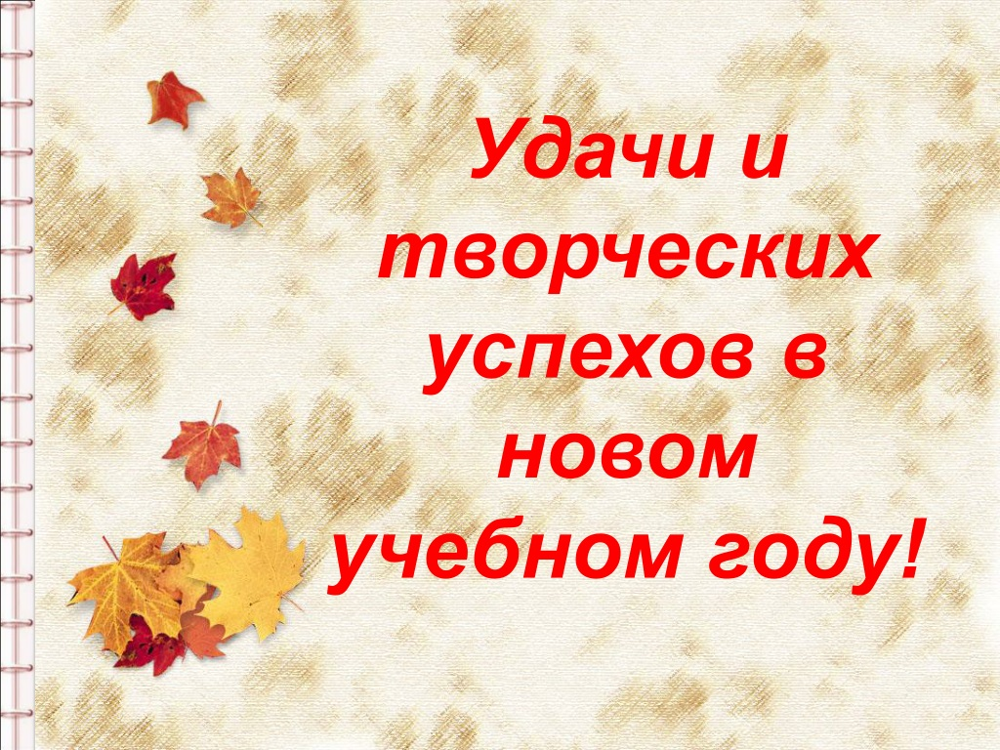 Удачи и
творческих
успехов в
новом
учебном году!